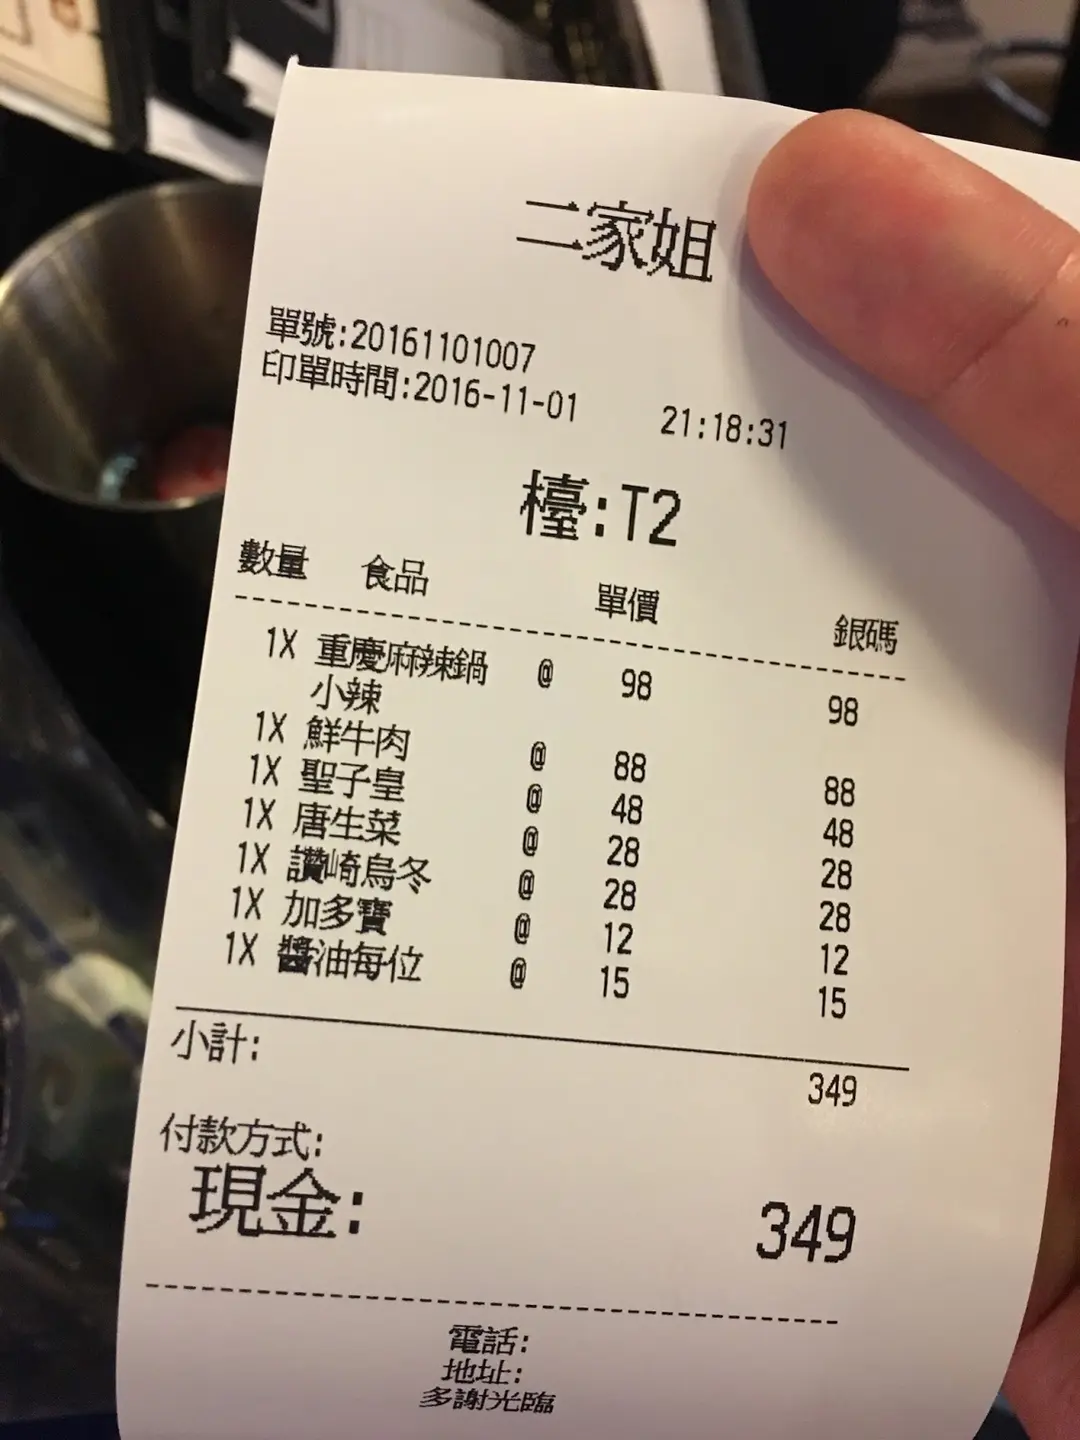 二家姐
單號:20161101007
印單時間:2016-11-01 21:18:31
檯:T2
數量 食品 單價 銀碼
1X 重慶麻辣鍋 @ 98 98
小辣
1X 鮮牛肉 @ 88 88
1X 聖子皇 @ 48 48
1X 唐生菜 @ 28 28
1X 讚崎烏冬 @ 28 28
1X 加多寶 @ 12 12
1X 醬油每位 @ 15 15
小計: 349
付款方式:
現金: 349
電話:
地址:
多謝光臨